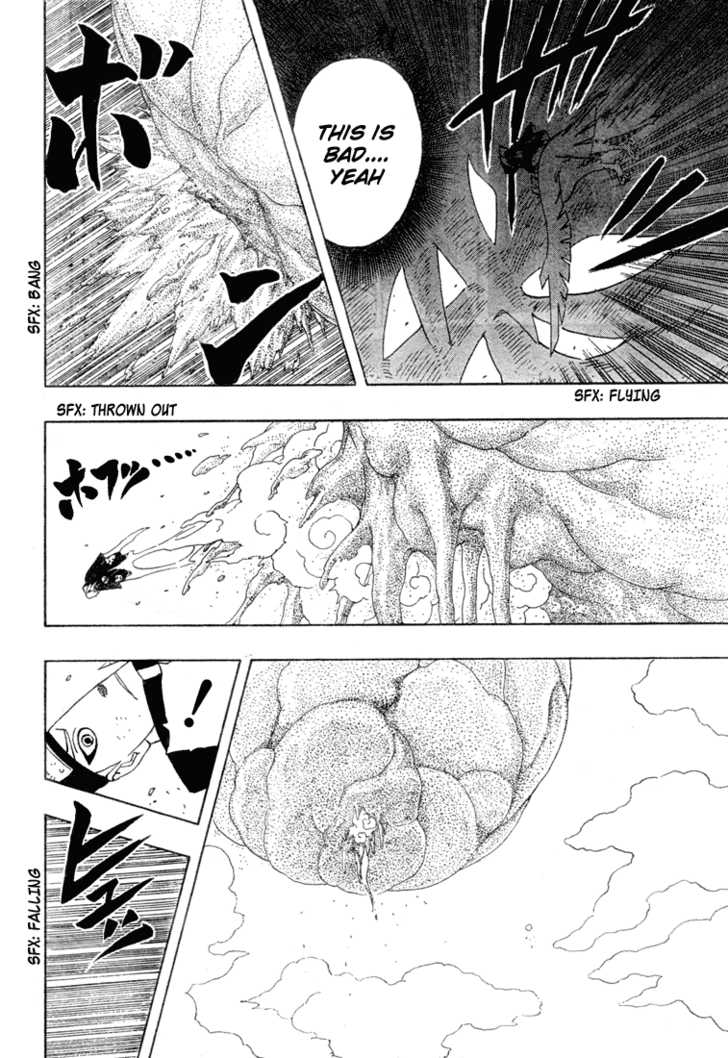 THIS IS
BAD....
YEAH
SFX: FLYING
ボ
ン
SFX: BANG
SFX: THROWN OUT
ホフッ……
!
ヒュッ
SFX: FALLING